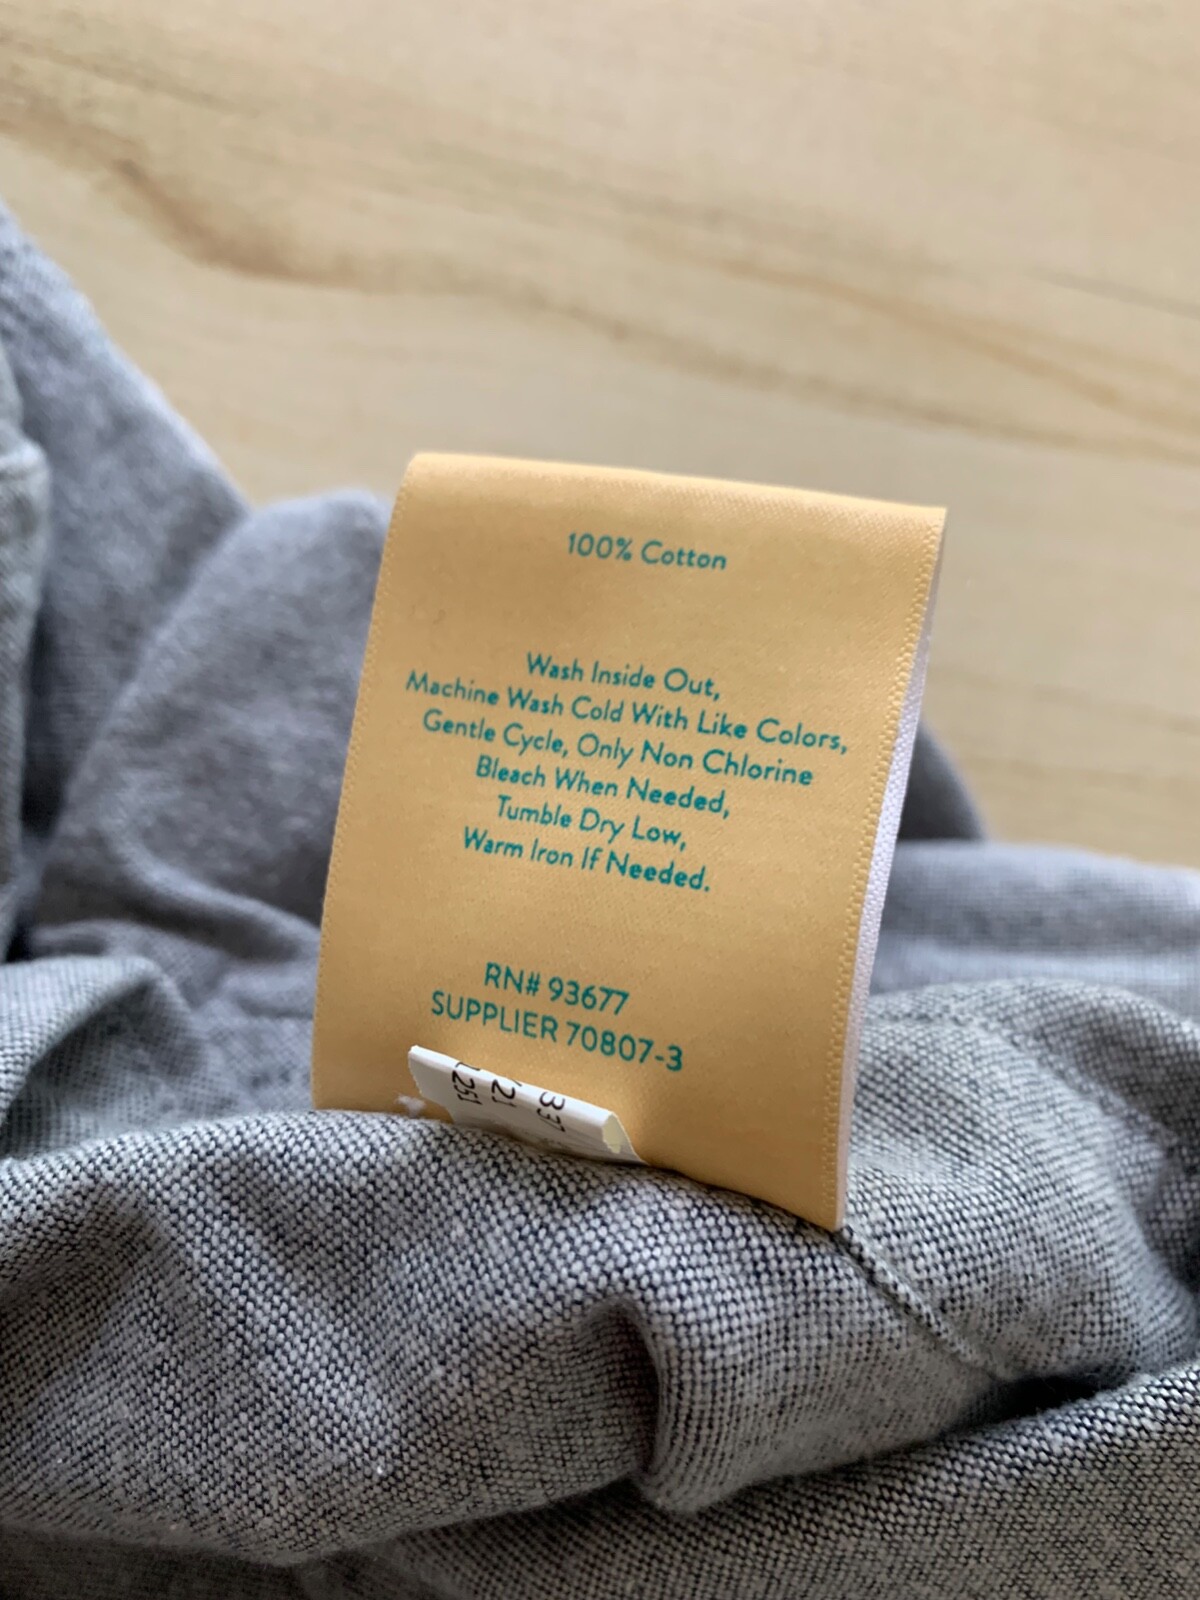 100% Cotton
Wash Inside Out,
Machine Wash Cold With Like Colors,
Gentle Cycle, Only Non Chlorine
Bleach When Needed,
Tumble Dry Low,
Warm Iron If Needed.
RN# 93677
SUPPLIER 70807-3